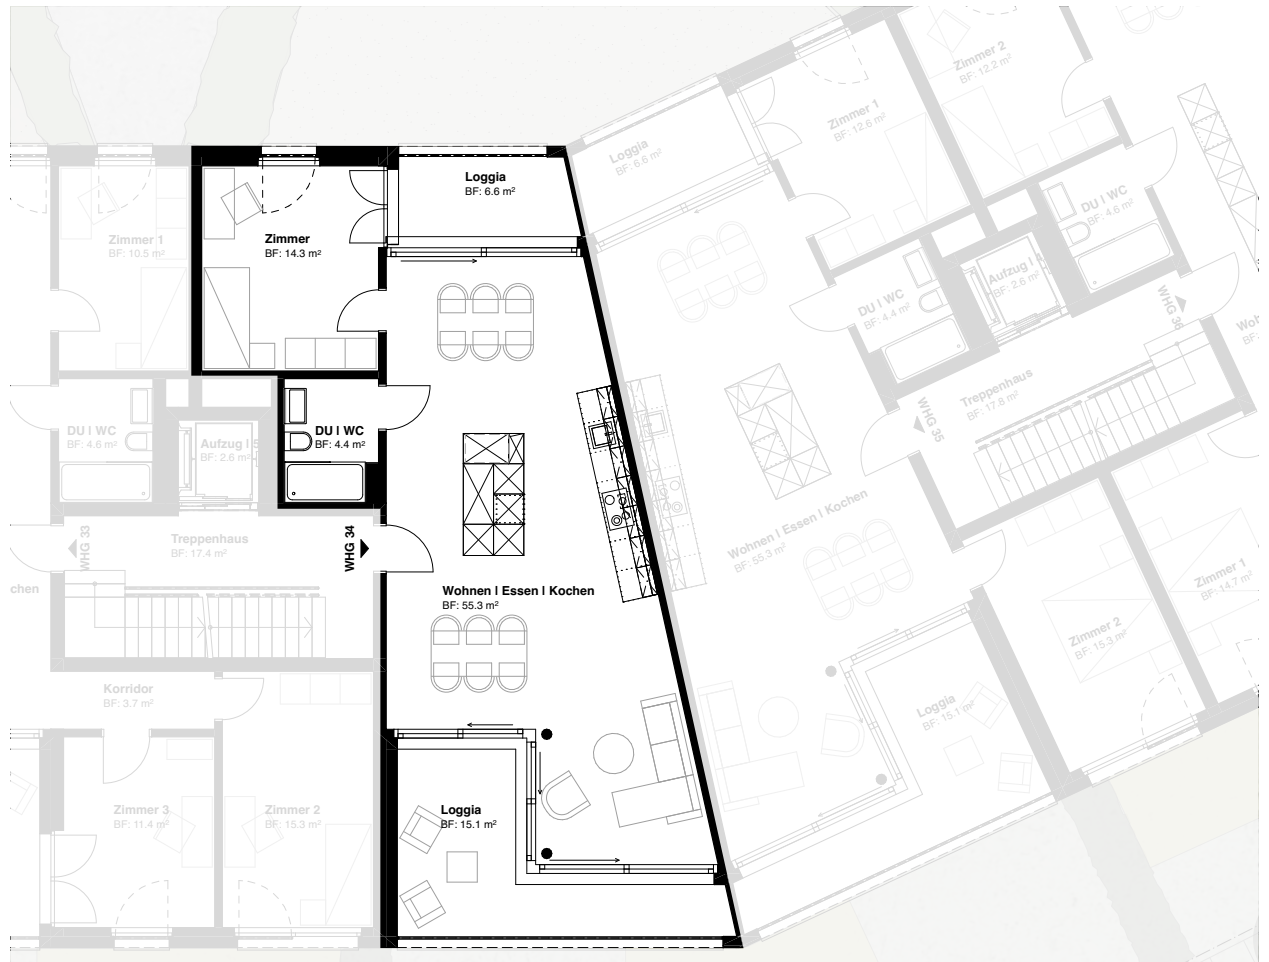 Zimmer 2
BF: 12.2 m²
Zimmer 1
BF: 12.6 m²
Loggia
BF: 6.6 m²
Loggia
BF: 6.6 m²
DU I WC
BF: 4.6 m²
Zimmer 1
BF: 10.5 m²
Zimmer
BF: 14.3 m²
Aufzug I
BF: 2.6 m²
DU I WC
BF: 4.4 m²
WHG 36
Treppenhaus
BF: 17.8 m²
WHG 35
DU I WC
BF: 4.6 m²
Aufzug I 5
BF: 2.6 m²
DU I WC
BF: 4.4 m²
WHG 33
Treppenhaus
BF: 17.4 m²
WHG 34
Wohnen I Essen I Kochen
BF: 55.3 m²
chen
Wohnen I Essen I Kochen
BF: 55.3 m²
Zimmer 1
BF: 14.7 m²
Zimmer 2
BF: 15.3 m²
Korridor
BF: 3.7 m²
Loggia
BF: 15.1 m²
Zimmer 3
BF: 11.4 m²
Zimmer 2
BF: 15.3 m²
Loggia
BF: 15.1 m²